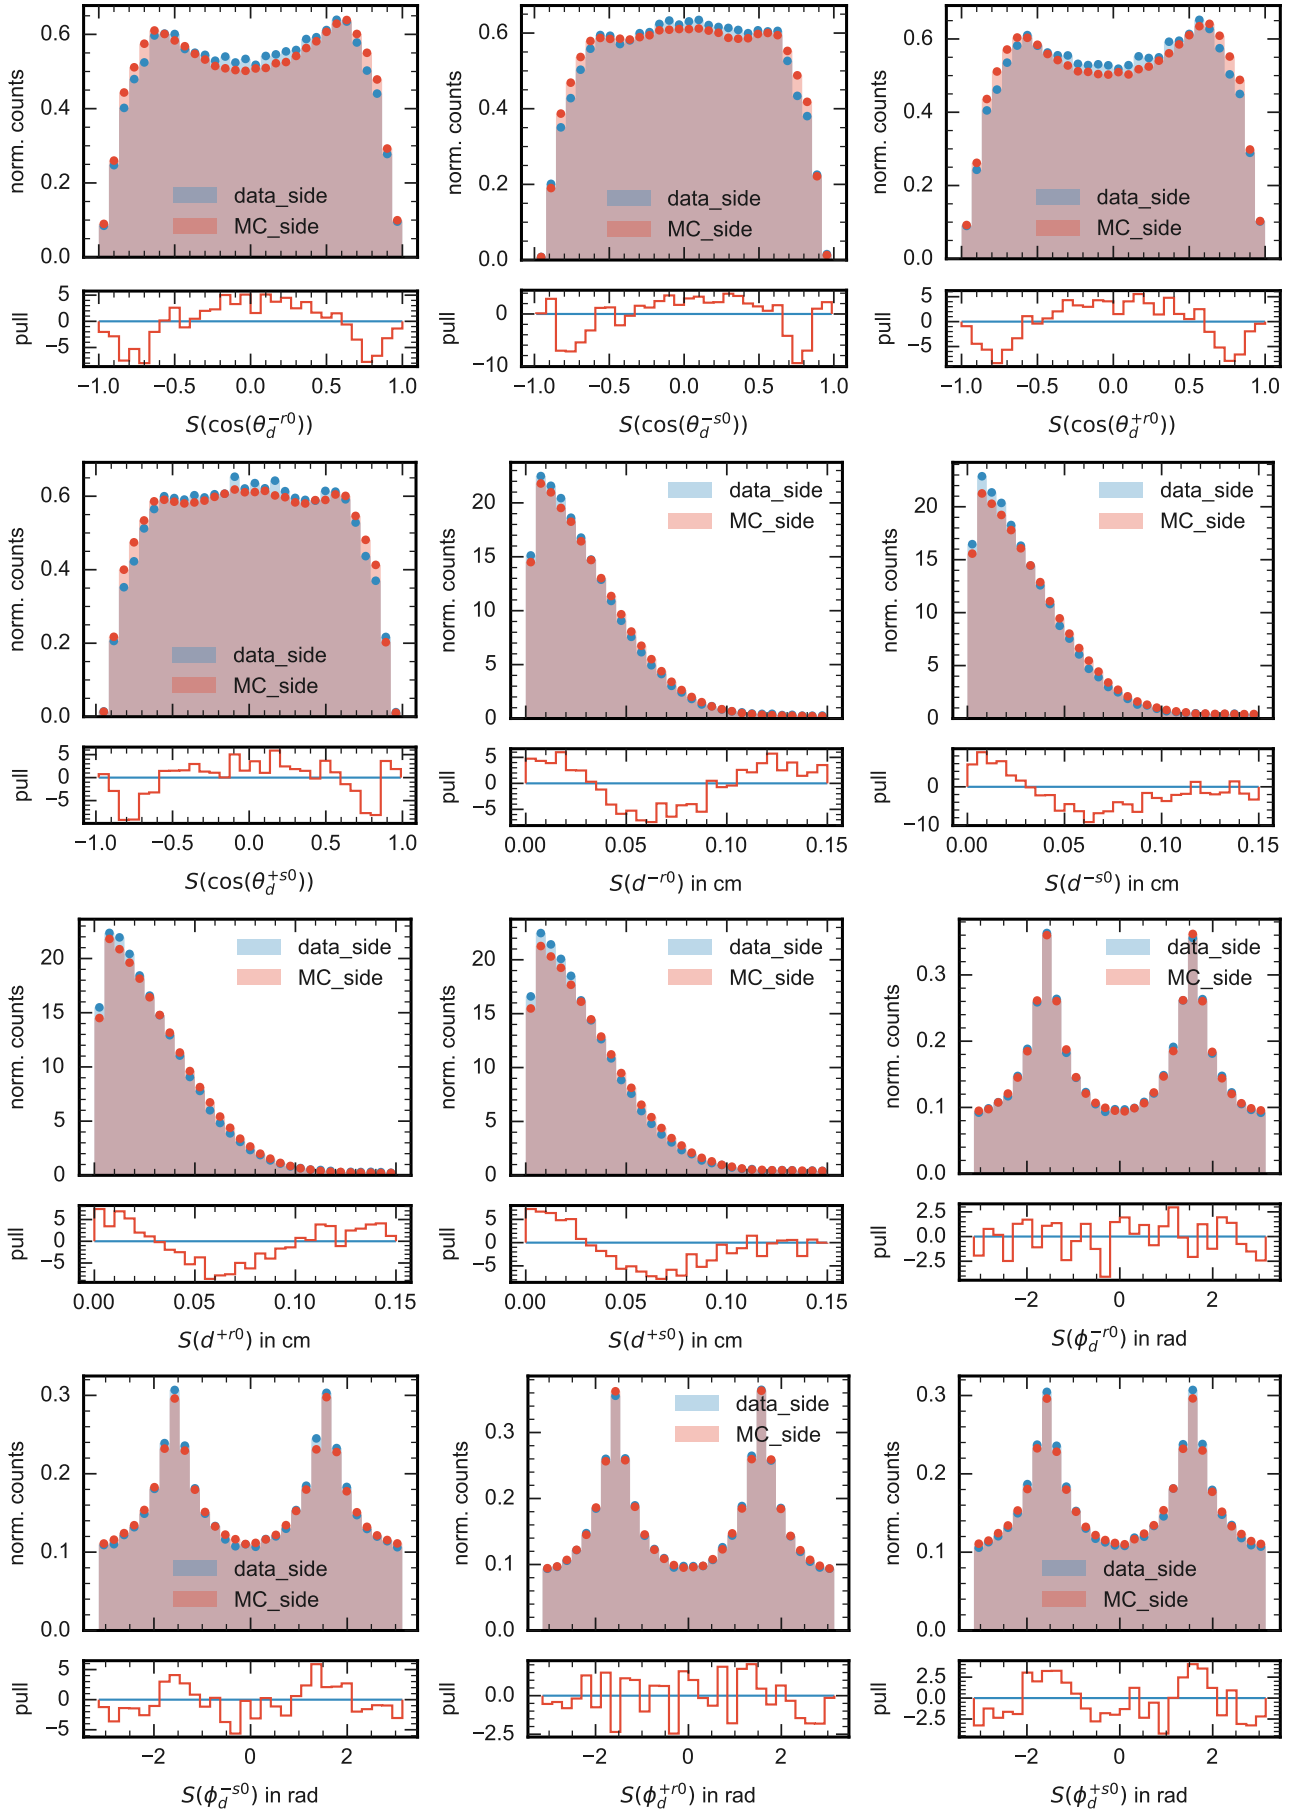 norm. counts
0.6
0.4
0.2
0.0
data_side
MC_side
pull
5
0
−5
−1.0 −0.5 0.0 0.5 1.0
S(cos(θ_d^{−r0}))
norm. counts
0.6
0.4
0.2
0.0
data_side
MC_side
pull
0
−10
−1.0 −0.5 0.0 0.5 1.0
S(cos(θ_d^{−s0}))
norm. counts
0.6
0.4
0.2
0.0
data_side
MC_side
pull
5
0
−5
−1.0 −0.5 0.0 0.5 1.0
S(cos(θ_d^{+r0}))
norm. counts
0.6
0.4
0.2
0.0
data_side
MC_side
pull
5
0
−5
−1.0 −0.5 0.0 0.5 1.0
S(cos(θ_d^{+s0}))
norm. counts
20
15
10
5
0
data_side
MC_side
pull
5
0
−5
0.00 0.05 0.10 0.15
S(d^{−r0}) in cm
norm. counts
20
15
10
5
0
data_side
MC_side
pull
0
−10
0.00 0.05 0.10 0.15
S(d^{−s0}) in cm
norm. counts
20
15
10
5
0
data_side
MC_side
pull
5
0
−5
0.00 0.05 0.10 0.15
S(d^{+r0}) in cm
norm. counts
20
15
10
5
0
data_side
MC_side
pull
5
0
−5
0.00 0.05 0.10 0.15
S(d^{+s0}) in cm
norm. counts
0.3
0.2
0.1
0.0
data_side
MC_side
pull
2.5
0.0
−2.5
−2 0 2
S(ϕ_d^{−r0}) in rad
norm. counts
0.3
0.2
0.1
0.0
data_side
MC_side
pull
5
0
−5
−2 0 2
S(ϕ_d^{−s0}) in rad
norm. counts
0.3
0.2
0.1
0.0
data_side
MC_side
pull
0.0
−2.5
−2 0 2
S(ϕ_d^{+r0}) in rad
norm. counts
0.3
0.2
0.1
0.0
data_side
MC_side
pull
2.5
0.0
−2.5
−2 0 2
S(ϕ_d^{+s0}) in rad